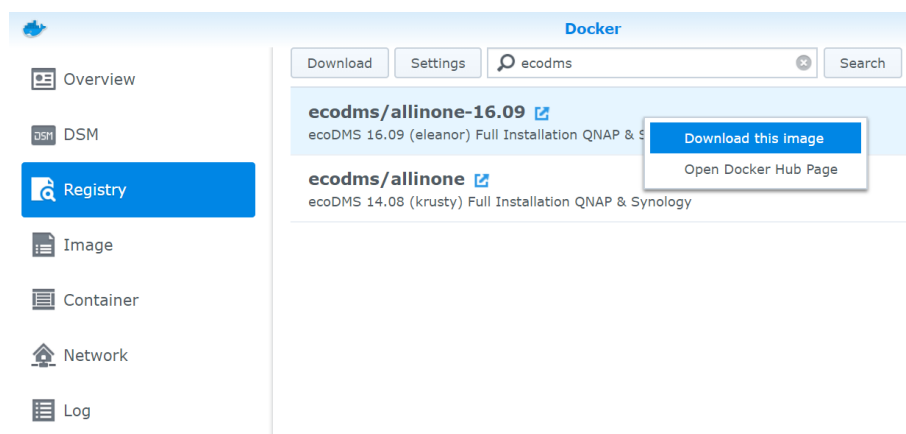 Docker
Overview
DSM
DSM
Registry
Image
Container
Network
Log
Download Settings ecodms Search
ecodms/allinone-16.09
ecoDMS 16.09 (eleanor) Full Installation QNAP & S
Download this image
Open Docker Hub Page
ecodms/allinone
ecoDMS 14.08 (krusty) Full Installation QNAP & Synology